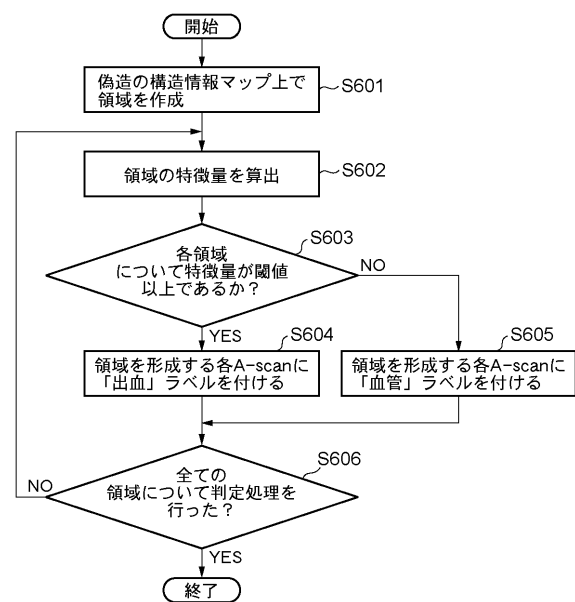 開始
偽造の構造情報マップ上で
領域を作成
S601
領域の特徴量を算出
S602
各領域
について特徴量が閾値
以上であるか？
S603
NO
YES
領域を形成する各A-scanに
「出血」ラベルを付ける
S604
領域を形成する各A-scanに
「血管」ラベルを付ける
S605
全ての
領域について判定処理を
行った？
S606
NO
YES
終了